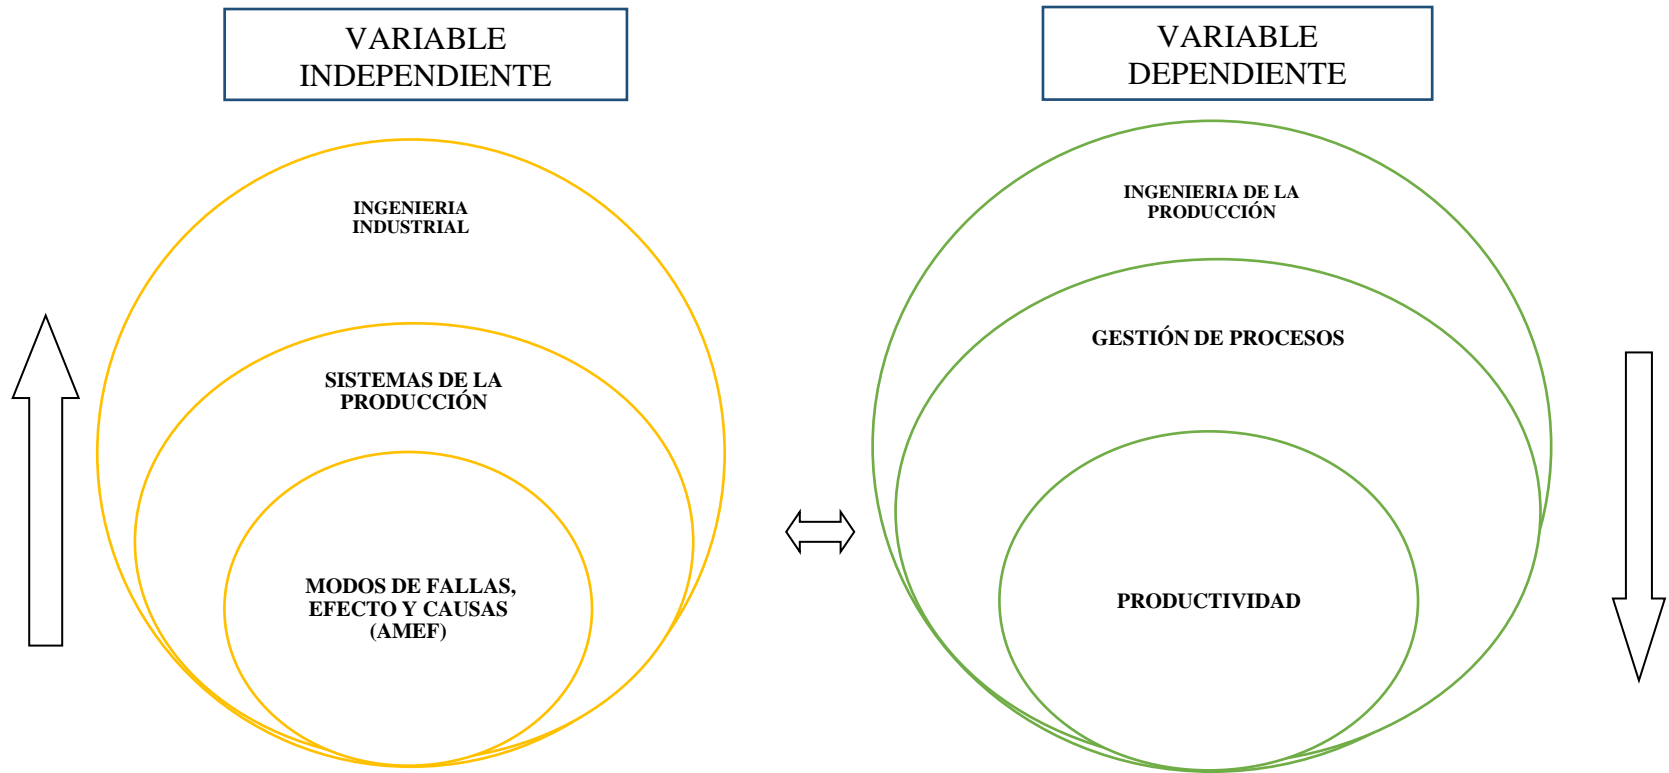 VARIABLE
INDEPENDIENTE
INGENIERIA
INDUSTRIAL
SISTEMAS DE LA
PRODUCCIÓN
MODOS DE FALLAS,
EFECTO Y CAUSAS
(AMEF)
VARIABLE
DEPENDIENTE
INGENIERIA DE LA
PRODUCCIÓN
GESTIÓN DE PROCESOS
PRODUCTIVIDAD